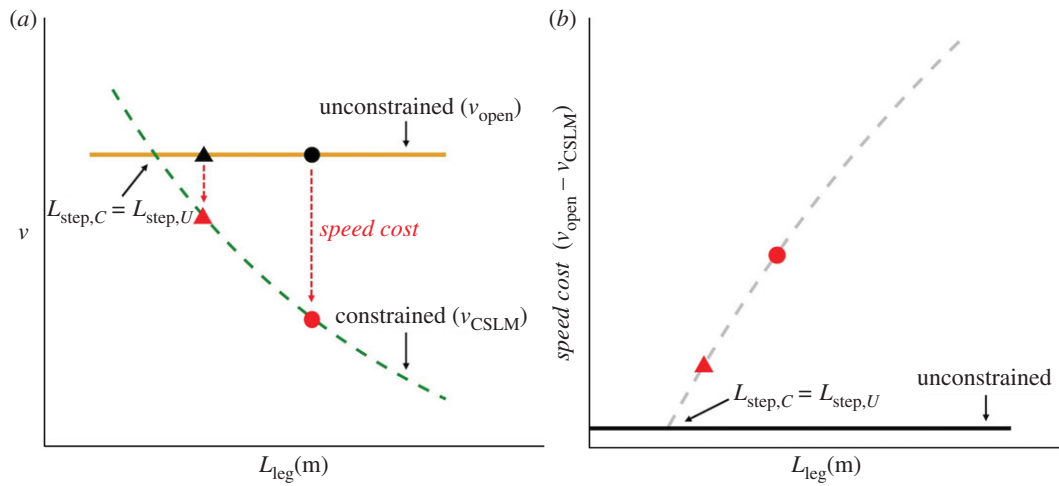 (a)
unconstrained (v_open)
L_step,C = L_step,U
v
speed cost
constrained (v_CSLM)
L_leg(m)
(b)
speed cost (v_open – v_CSLM)
unconstrained
L_step,C = L_step,U
L_leg(m)